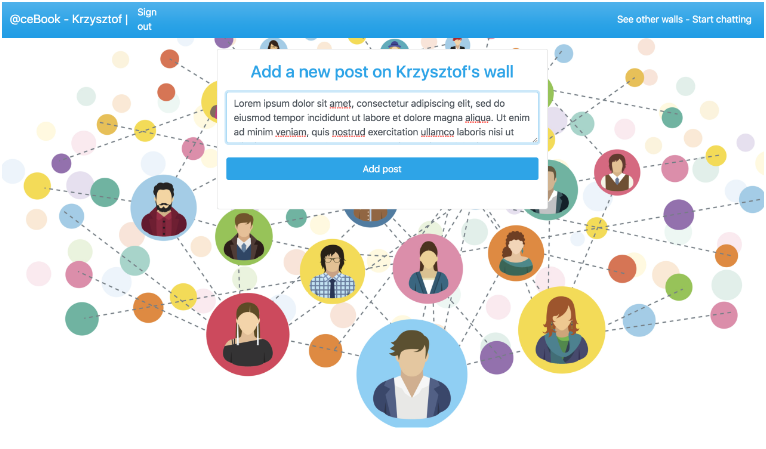 @ceBook - Krzysztof | Sign
out
See other walls - Start chatting
Add a new post on Krzysztof's wall
Lorem ipsum dolor sit amet, consectetur adipiscing elit, sed do
eiusmod tempor incididunt ut labore et dolore magna aliqua. Ut enim
ad minim veniam, quis nostrud exercitation ullamco laboris nisi ut
Add post